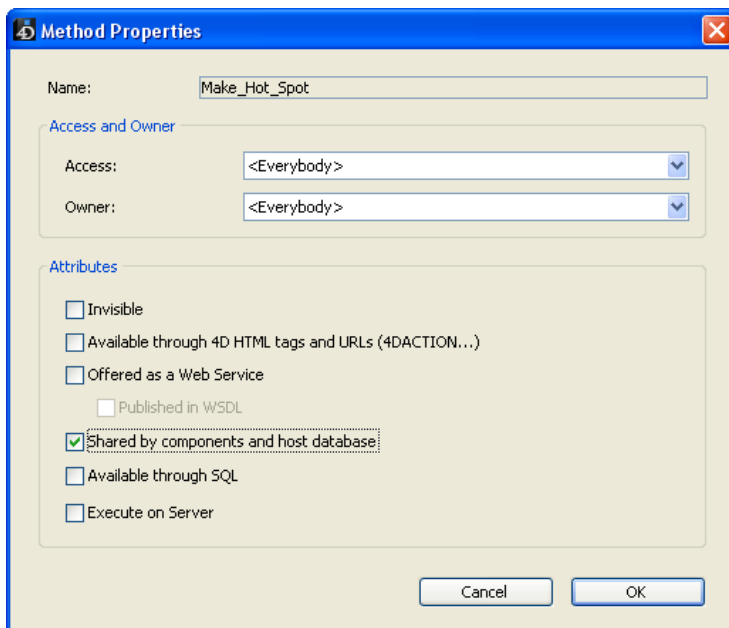 4D Method Properties
Name: Make_Hot_Spot
Access and Owner
Access: <Everybody>
Owner: <Everybody>
Attributes
Invisible
Available through 4D HTML tags and URLs (4DACTION...)
Offered as a Web Service
Published in WSDL
Shared by components and host database
Available through SQL
Execute on Server
Cancel OK